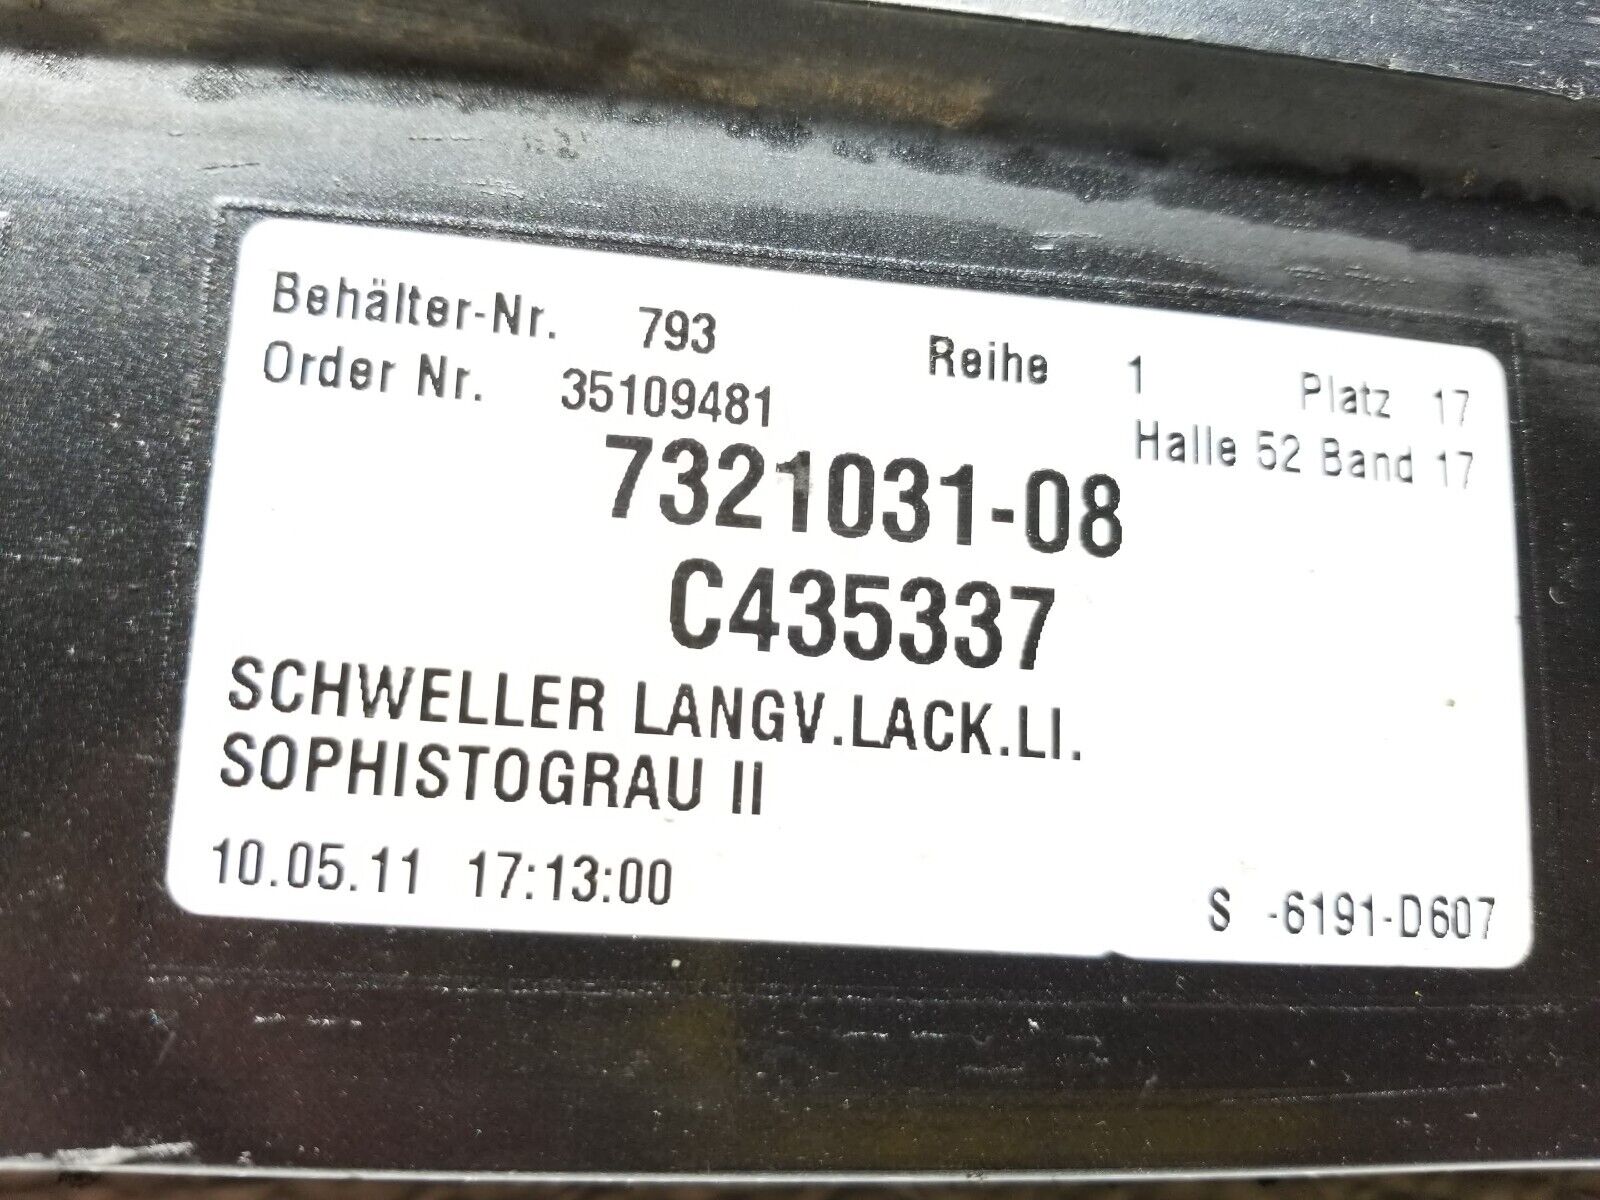 Behälter-Nr. 793 Reihe 1 Platz 17
Order Nr. 35109481 Halle 52 Band 17
7321031-08
C435337
SCHWELLER LANGV.LACK.LI.
SOPHISTOGRAU II
10.05.11 17:13:00 S -6191-D607